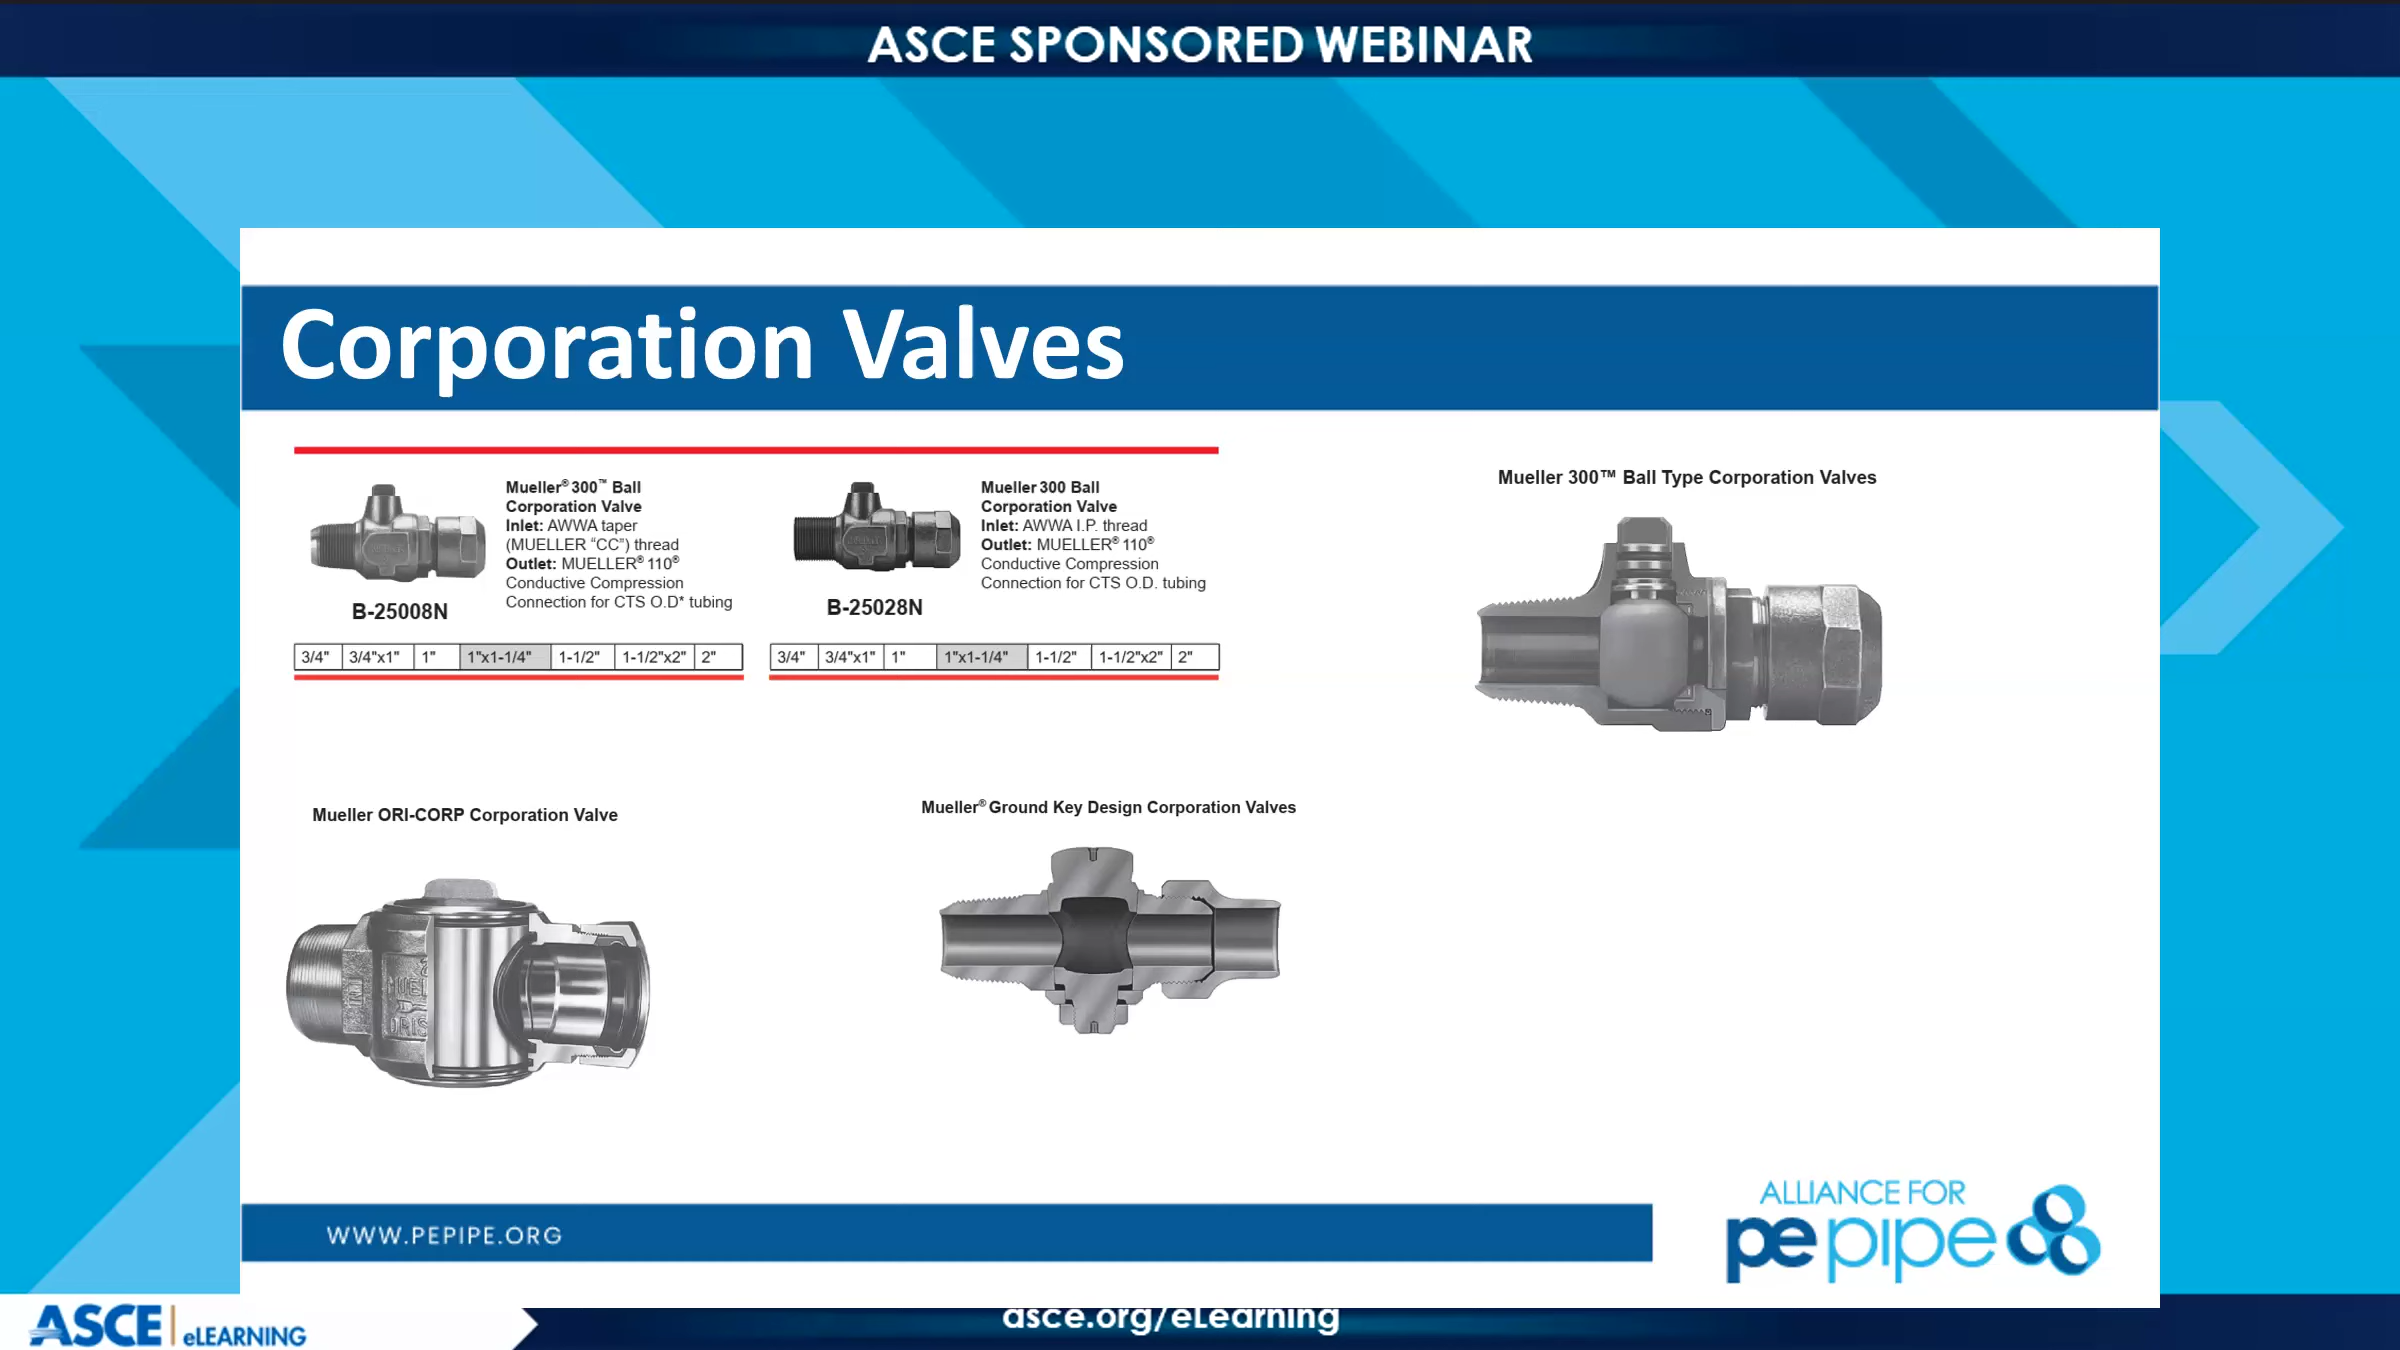 ASCE SPONSORED WEBINAR
Corporation Valves
Mueller® 300™ Ball
Corporation Valve
Inlet: AWWA taper
(MUELLER “CC”) thread
Outlet: MUELLER® 110®
Conductive Compression
Connection for CTS O.D* tubing
B-25008N
3/4" 3/4"x1" 1" 1"x1-1/4" 1-1/2" 1-1/2"x2" 2"
Mueller 300 Ball
Corporation Valve
Inlet: AWWA I.P. thread
Outlet: MUELLER® 110®
Conductive Compression
Connection for CTS O.D. tubing
B-25028N
3/4" 3/4"x1" 1" 1"x1-1/4" 1-1/2" 1-1/2"x2" 2"
Mueller 300™ Ball Type Corporation Valves
Mueller ORI-CORP Corporation Valve
Mueller® Ground Key Design Corporation Valves
WWW.PEPIPE.ORG
ALLIANCE FOR
pepipe
ASCE eLEARNING
asce.org/eLearning